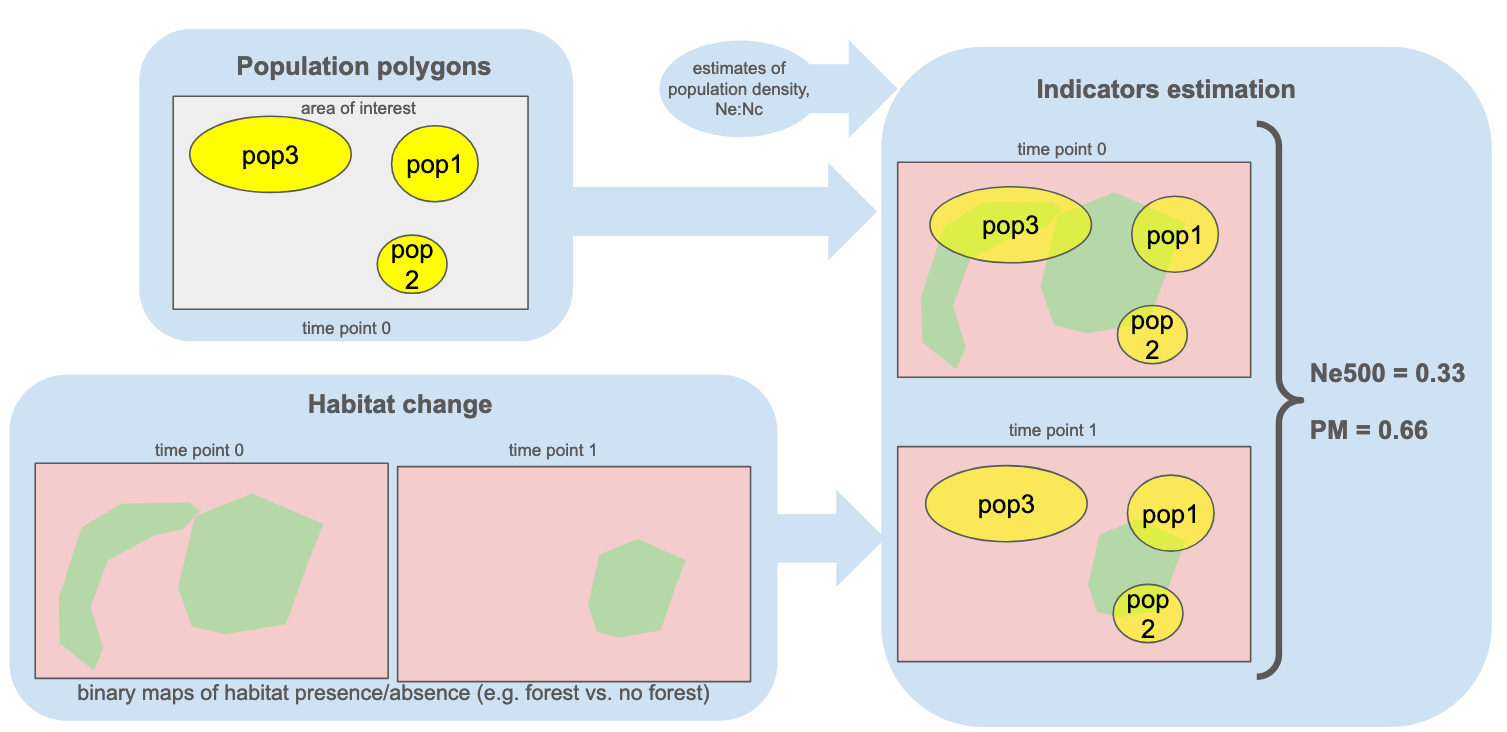 Population polygons
area of interest
pop3
pop1
pop
2
time point 0
estimates of
population density,
Ne:Nc
Habitat change
time point 0
time point 1
binary maps of habitat presence/absence (e.g. forest vs. no forest)
Indicators estimation
time point 0
pop3
pop1
pop
2
time point 1
pop3
pop1
pop
2
Ne500 = 0.33
PM = 0.66